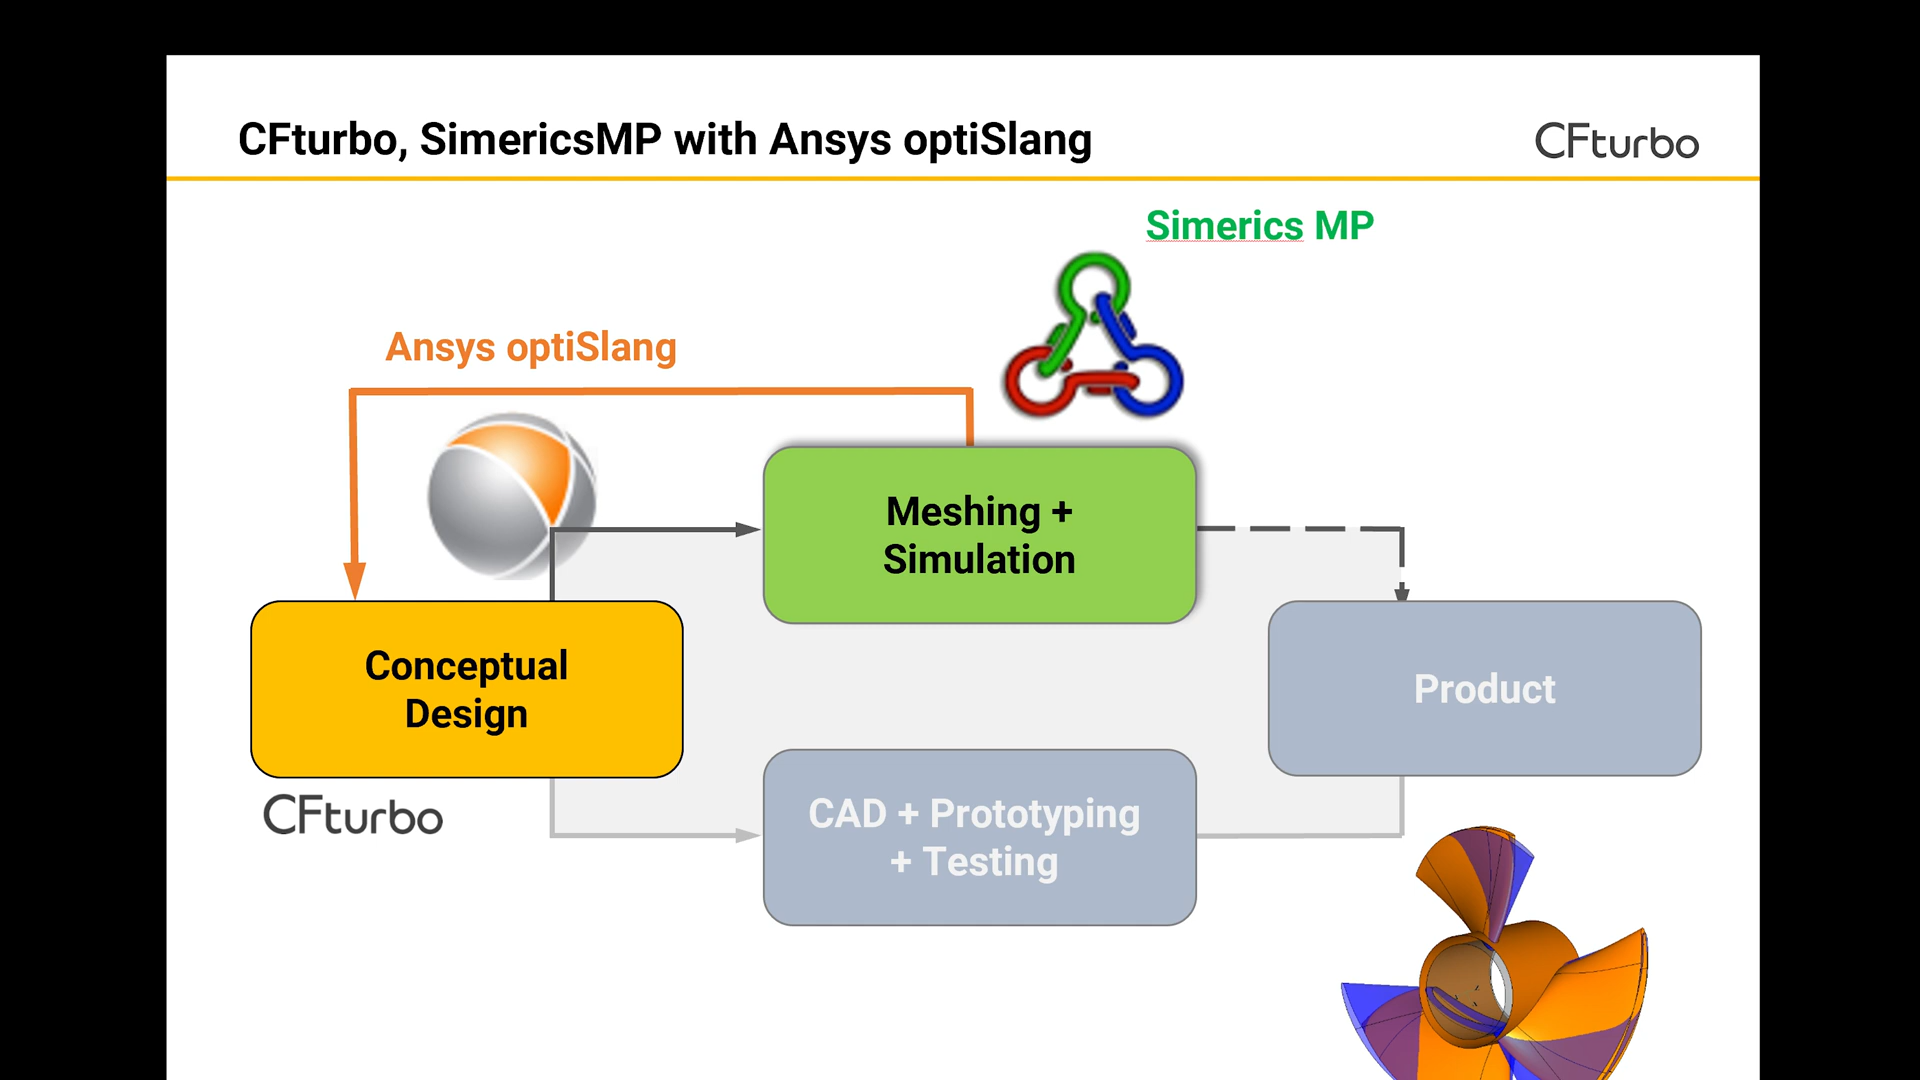 CFturbo, SimericsMP with Ansys optiSlang
CFturbo
Simerics MP
Ansys optiSlang
Meshing +
Simulation
Conceptual
Design
Product
CFturbo
CAD + Prototyping
+ Testing